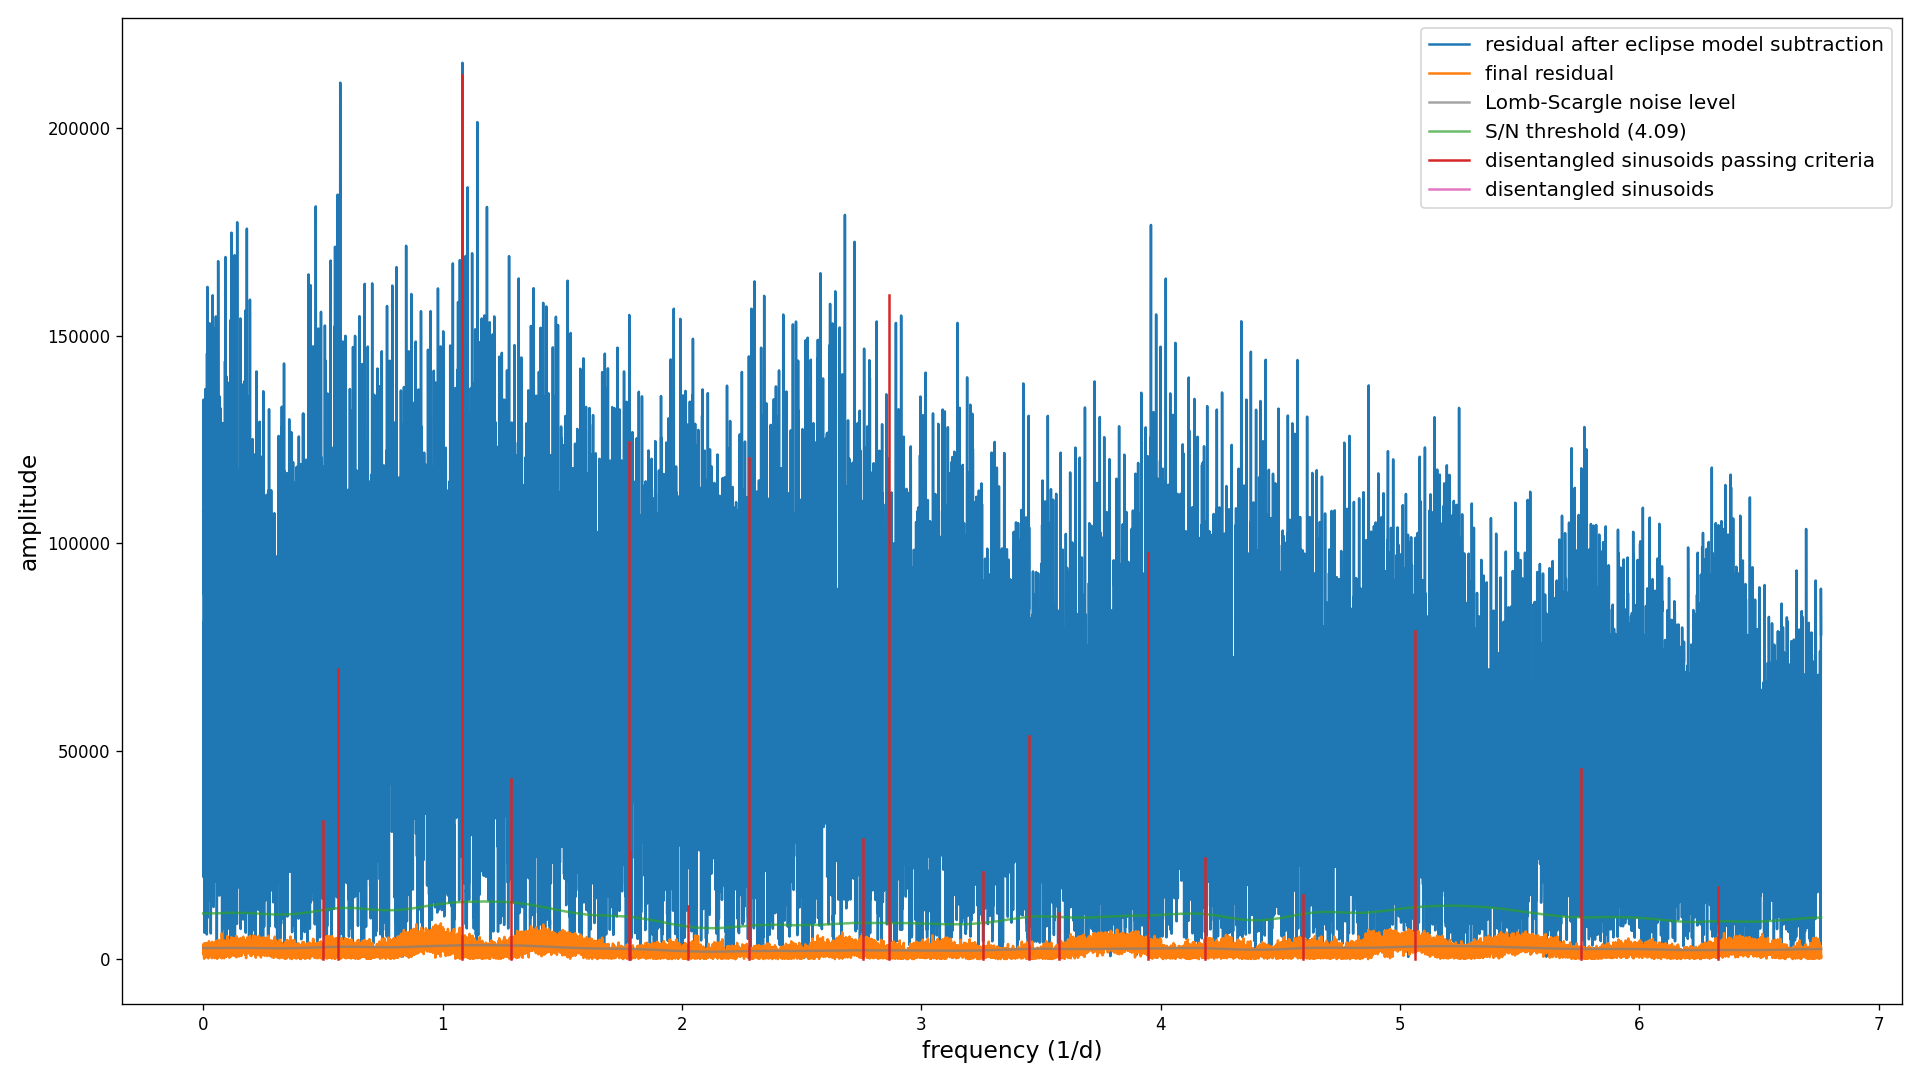 residual after eclipse model subtraction
final residual
Lomb-Scargle noise level
S/N threshold (4.09)
disentangled sinusoids passing criteria
disentangled sinusoids
amplitude
200000
150000
100000
50000
0
0 1 2 3 4 5 6 7
frequency (1/d)